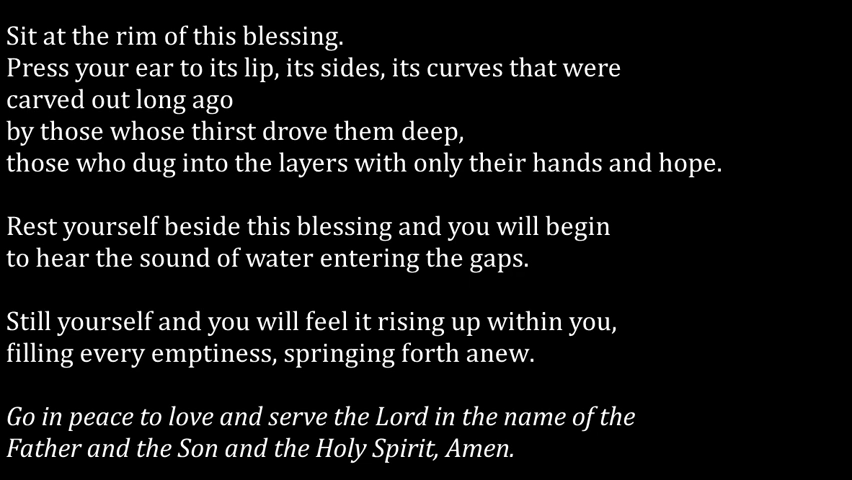 Sit at the rim of this blessing.
Press your ear to its lip, its sides, its curves that were
carved out long ago
by those whose thirst drove them deep,
those who dug into the layers with only their hands and hope.
Rest yourself beside this blessing and you will begin
to hear the sound of water entering the gaps.
Still yourself and you will feel it rising up within you,
filling every emptiness, springing forth anew.
Go in peace to love and serve the Lord in the name of the
Father and the Son and the Holy Spirit, Amen.